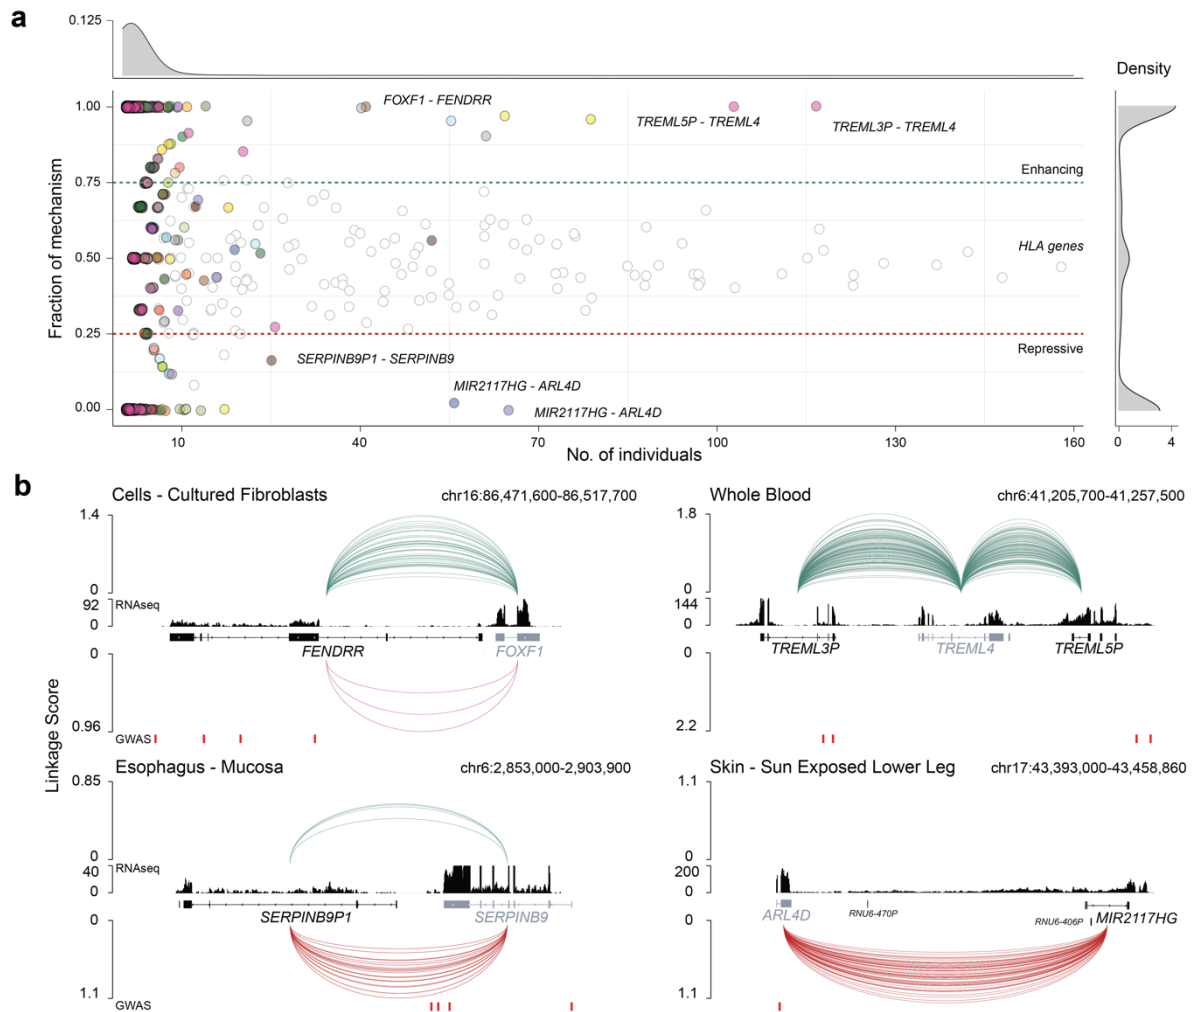 a
0.125
Density
1.00
FOXF1 - FENDRR
TREML5P - TREML4
TREML3P - TREML4
Enhancing
0.75
Fraction of mechanism
0.50
HLA genes
0.25
Repressive
SERPINB9P1 - SERPINB9
MIR2117HG - ARL4D
0.00
MIR2117HG - ARL4D
10
40
70
100
130
160
0
4
No. of individuals
b
Cells - Cultured Fibroblasts
chr16:86,471,600-86,517,700
1.4
0
92
RNAseq
0
FENDRR
FOXF1
0
0.96
GWAS
Whole Blood
chr6:41,205,700-41,257,500
1.8
0
144
0
TREML3P
TREML4
TREML5P
0
2.2
Linkage Score
Esophagus - Mucosa
chr6:2,853,000-2,903,900
0.85
0
40
RNAseq
0
SERPINB9P1
SERPINB9
0
1.1
GWAS
Skin - Sun Exposed Lower Leg
chr17:43,393,000-43,458,860
1.1
0
200
0
ARL4D
RNU6-470P
RNU6-406P
MIR2117HG
0
1.1